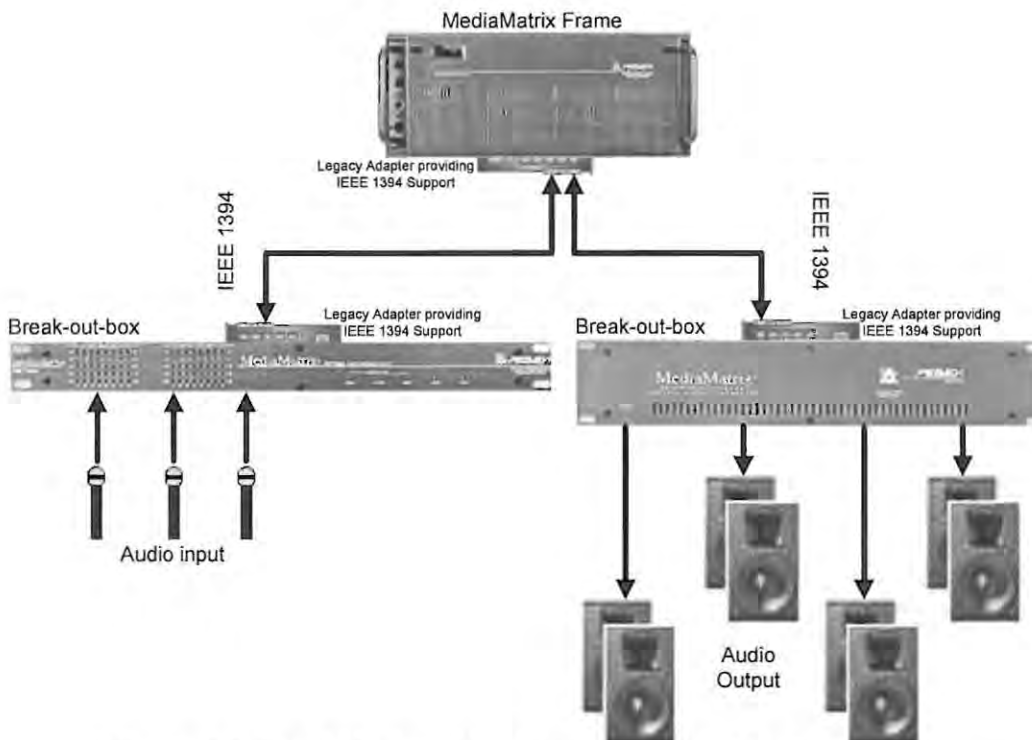 MediaMatrix Frame
Legacy Adapter providing
IEEE 1394 Support
IEEE 1394
IEEE 1394
Break-out-box
Legacy Adapter providing
IEEE 1394 Support
MediaMatrix
Break-out-box
Legacy Adapter providing
IEEE 1394 Support
MediaMatrix
Audio input
Audio
Output